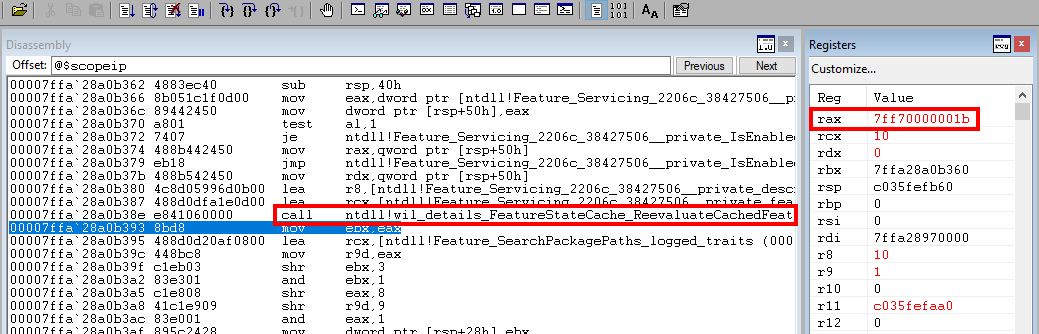 101
101
A A
Disassembly
Registers
Offset: @$scopeip
Previous
Next
Customize...
00007ffa`28a0b362 4883ec40 sub rsp,40h
00007ffa`28a0b366 8b051c1f0d00 mov eax,dword ptr [ntdll!Feature_Servicing_2206c_38427506__pr
00007ffa`28a0b36c 89442450 mov dword ptr [rsp+50h],eax
00007ffa`28a0b370 a801 test al,1
00007ffa`28a0b372 7407 je ntdll!Feature_Servicing_2206c_38427506__private_IsEnable
00007ffa`28a0b374 488b442450 mov rax,qword ptr [rsp+50h]
00007ffa`28a0b379 eb18 jmp ntdll!Feature_Servicing_2206c_38427506__private_IsEnable
00007ffa`28a0b37b 488b542450 mov rdx,qword ptr [rsp+50h]
00007ffa`28a0b380 4c8d05996d0b00 lea r8,[ntdll!Feature_Servicing_2206c_38427506__private_desc
00007ffa`28a0b387 488d0dfa1e0d00 lea rcx,[ntdll!Feature_Servicing_2206c_38427506__private_fea
00007ffa`28a0b38e e841060000 call ntdll!wil_details_FeatureStateCache_ReevaluateCachedFeat
00007ffa`28a0b393 8bd8 mov ebx,eax
00007ffa`28a0b395 488d0d20af0800 lea rcx,[ntdll!Feature_SearchPackagePaths_logged_traits (000
00007ffa`28a0b39c 448bc8 mov r9d,eax
00007ffa`28a0b39f c1eb03 shr ebx,3
00007ffa`28a0b3a2 83e301 and ebx,1
00007ffa`28a0b3a5 c1e808 shr eax,8
00007ffa`28a0b3a8 41c1e909 shr r9d,9
00007ffa`28a0b3ac 83e001 and eax,1
00007ffa`28a0b3af 895c2428 mov dword ptr [rsp+28h],ebx
Reg Value
rax 7ff70000001b
rcx 10
rdx 0
rbx 7ffa28a0b360
rsp c035fefb60
rbp 0
rsi 0
rdi 7ffa28970000
r8 10
r9 1
r10 0
r11 c035fefaa0
r12 0